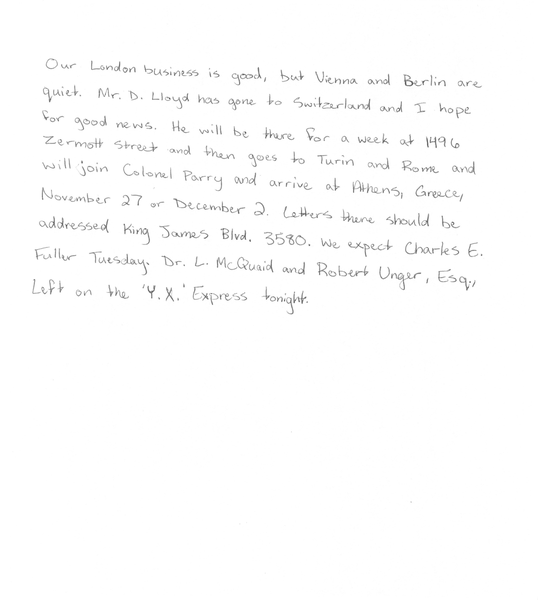 Our London business is good, but Vienna and Berlin are
quiet. Mr. D. Lloyd has gone to Switzerland and I hope
for good news. He will be there for a week at 1496
Zermott Street and then goes to Turin and Rome and
will join Colonel Parry and arrive at Athens, Greece,
November 27 or December 2. Letters there should be
addressed King James Blvd. 3580. We expect Charles E.
Fuller Tuesday. Dr. L. McQuaid and Robert Unger, Esq.,
Left on the 'Y.X.' Express tonight.